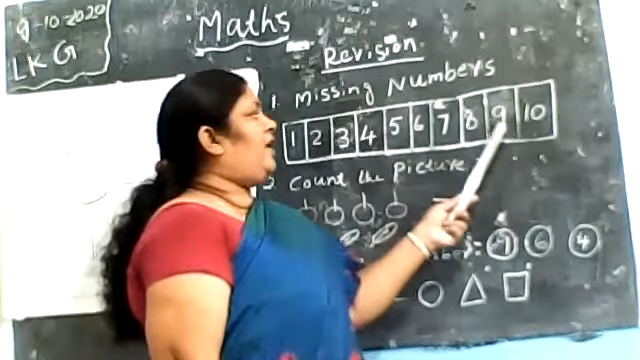 9-10-2020
LKG
Maths
Revision
1. Missing Numbers
1 2 3 4 5 6 7 8 9 10
2 Count the Picture
7 6 4